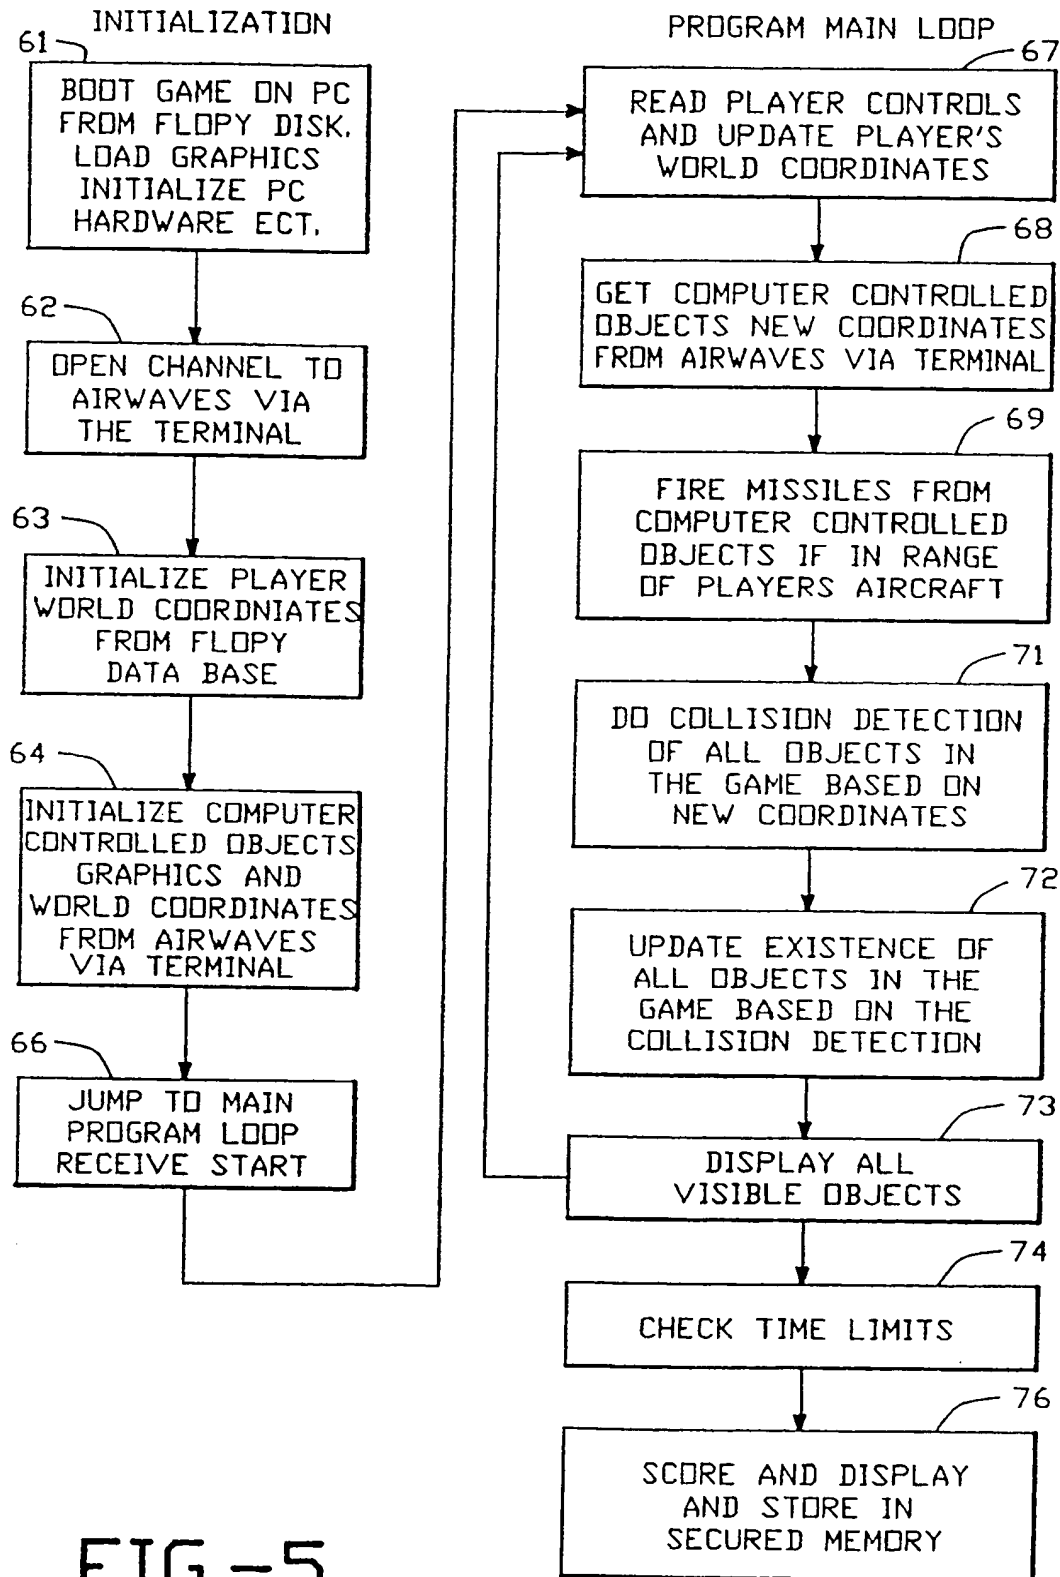 INITIALIZATION
61
BOOT GAME ON PC
FROM FLOPY DISK.
LOAD GRAPHICS
INITIALIZE PC
HARDWARE ECT.
62
OPEN CHANNEL TO
AIRWAVES VIA
THE TERMINAL
63
INITIALIZE PLAYER
WORLD COORDNIATES
FROM FLOPY
DATA BASE
64
INITIALIZE COMPUTER
CONTROLLED OBJECTS
GRAPHICS AND
WORLD COORDINATES
FROM AIRWAVES
VIA TERMINAL
66
JUMP TO MAIN
PROGRAM LOOP
RECEIVE START
PROGRAM MAIN LOOP
67
READ PLAYER CONTROLS
AND UPDATE PLAYER'S
WORLD COORDINATES
68
GET COMPUTER CONTROLLED
OBJECTS NEW COORDINATES
FROM AIRWAVES VIA TERMINAL
69
FIRE MISSILES FROM
COMPUTER CONTROLLED
OBJECTS IF IN RANGE
OF PLAYERS AIRCRAFT
71
DO COLLISION DETECTION
OF ALL OBJECTS IN
THE GAME BASED ON
NEW COORDINATES
72
UPDATE EXISTENCE OF
ALL OBJECTS IN THE
GAME BASED ON THE
COLLISION DETECTION
73
DISPLAY ALL
VISIBLE OBJECTS
74
CHECK TIME LIMITS
76
SCORE AND DISPLAY
AND STORE IN
SECURED MEMORY
FIG.-5